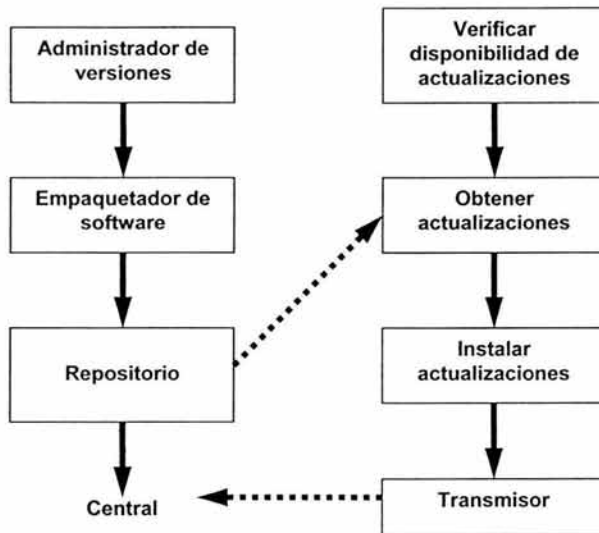 Administrador de
versiones
Empaquetador de
software
Repositorio
Central
Verificar
disponibilidad de
actualizaciones
Obtener
actualizaciones
Instalar
actualizaciones
Transmisor